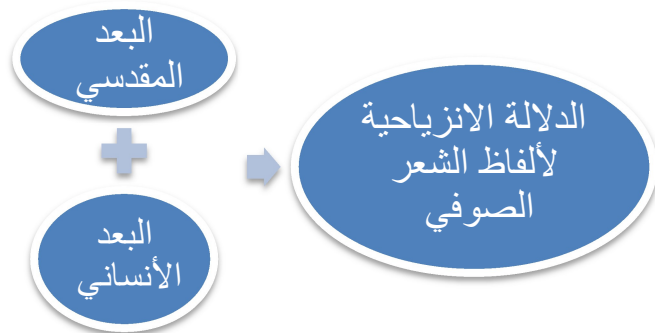 البعد
المقدسي
البعد
الأنساني
الدلالة الانزياحية
لألفاظ الشعر
الصوفي